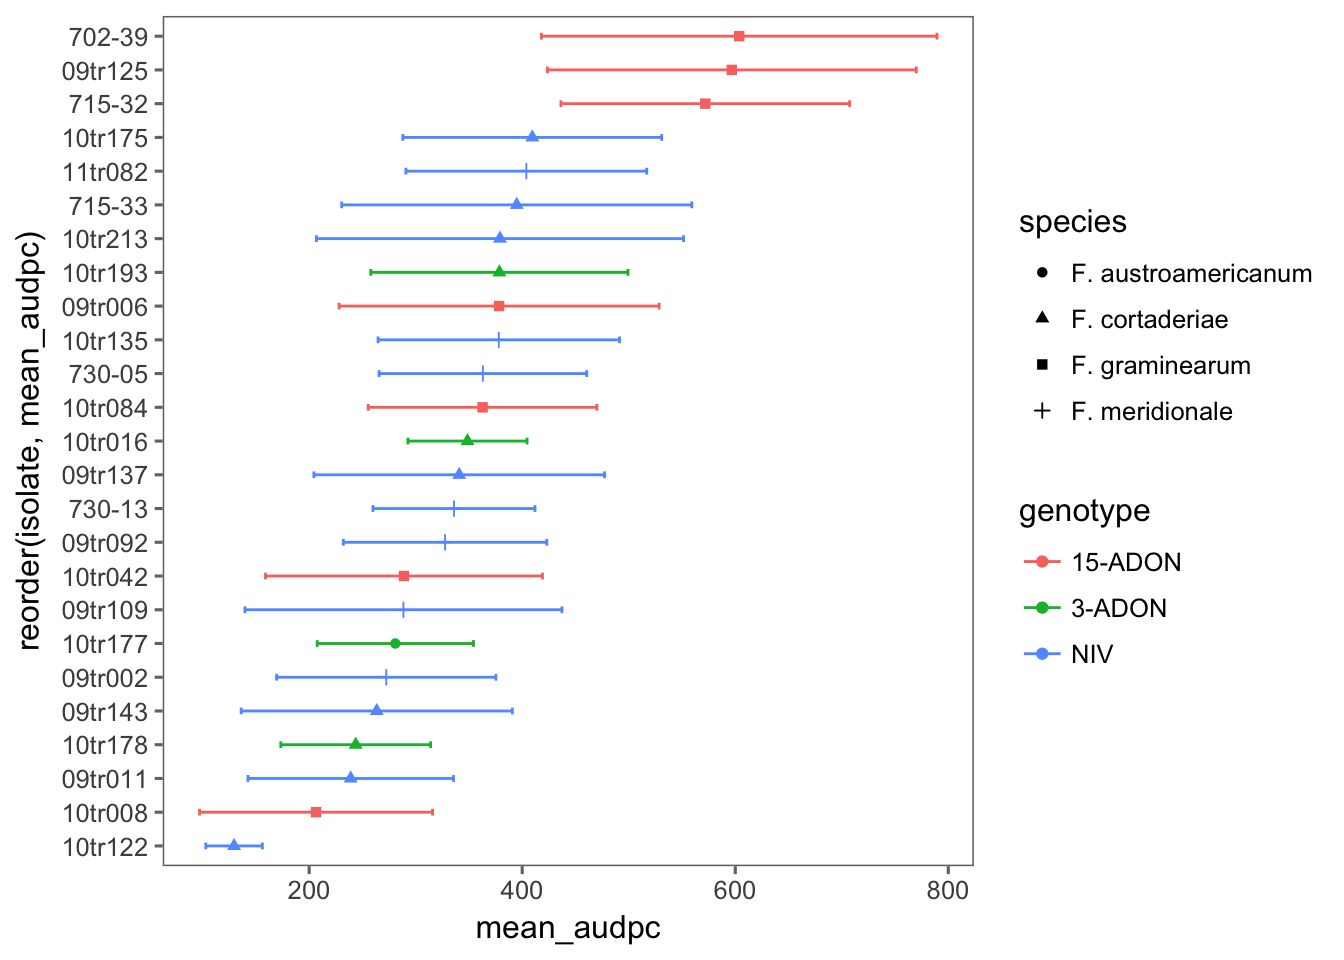 702-39
09tr125
715-32
10tr175
11tr082
715-33
10tr213
10tr193
09tr006
10tr135
730-05
10tr084
10tr016
09tr137
730-13
09tr092
10tr042
09tr109
10tr177
09tr002
09tr143
10tr178
09tr011
10tr008
10tr122
reorder(isolate, mean_audpc)
200 400 600 800
mean_audpc
species
F. austroamericanum
F. cortaderiae
F. graminearum
F. meridionale
genotype
15-ADON
3-ADON
NIV